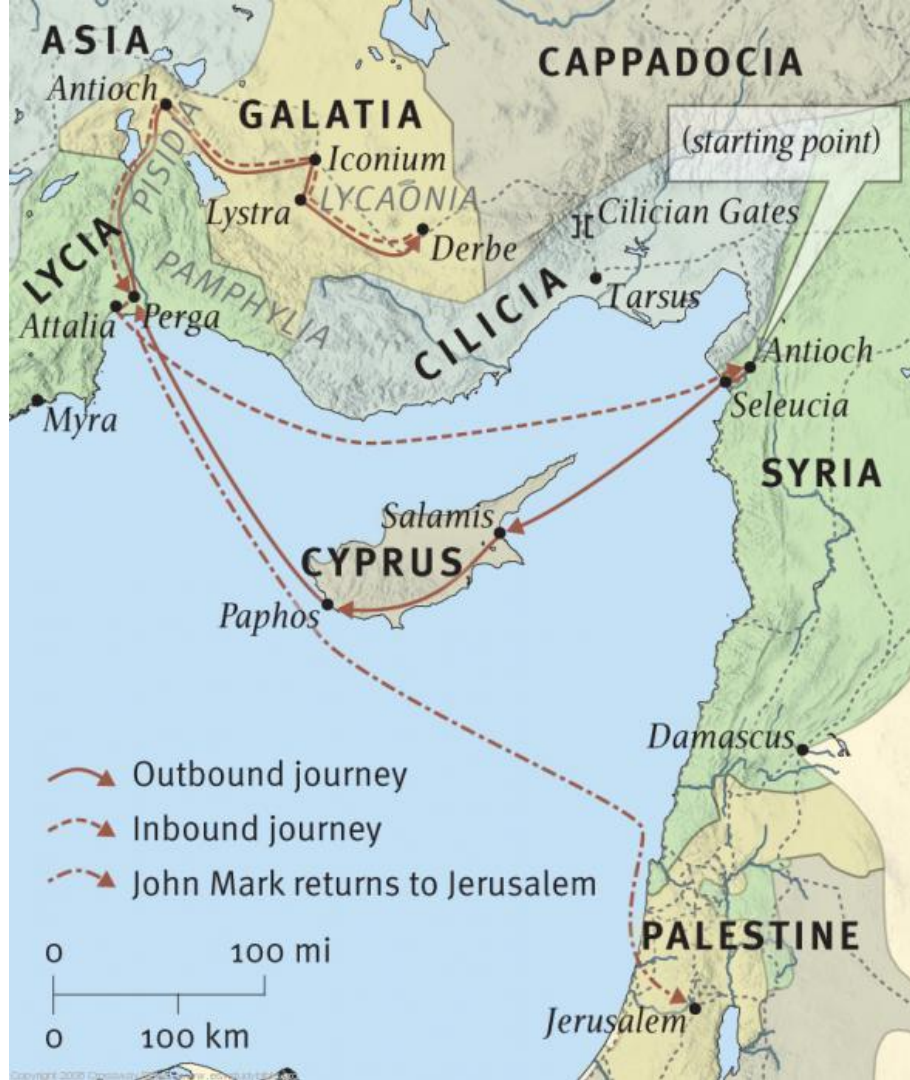 ASIA
Antioch
CAPPADOCIA
GALATIA
(starting point)
PISIDIA
Iconium
LYCAŌNIA
Lystra
Cilician Gates
Derbe
LYCIA
PAMPHYLIA
CILICIA
Tarsus
Attalia
Perga
Antioch
Myra
Seleucia
SYRIA
Salamis
CYPRUS
Paphos
Damascus
Outbound journey
Inbound journey
John Mark returns to Jerusalem
PALESTINE
0 100 mi
Jerusalem
0 100 km